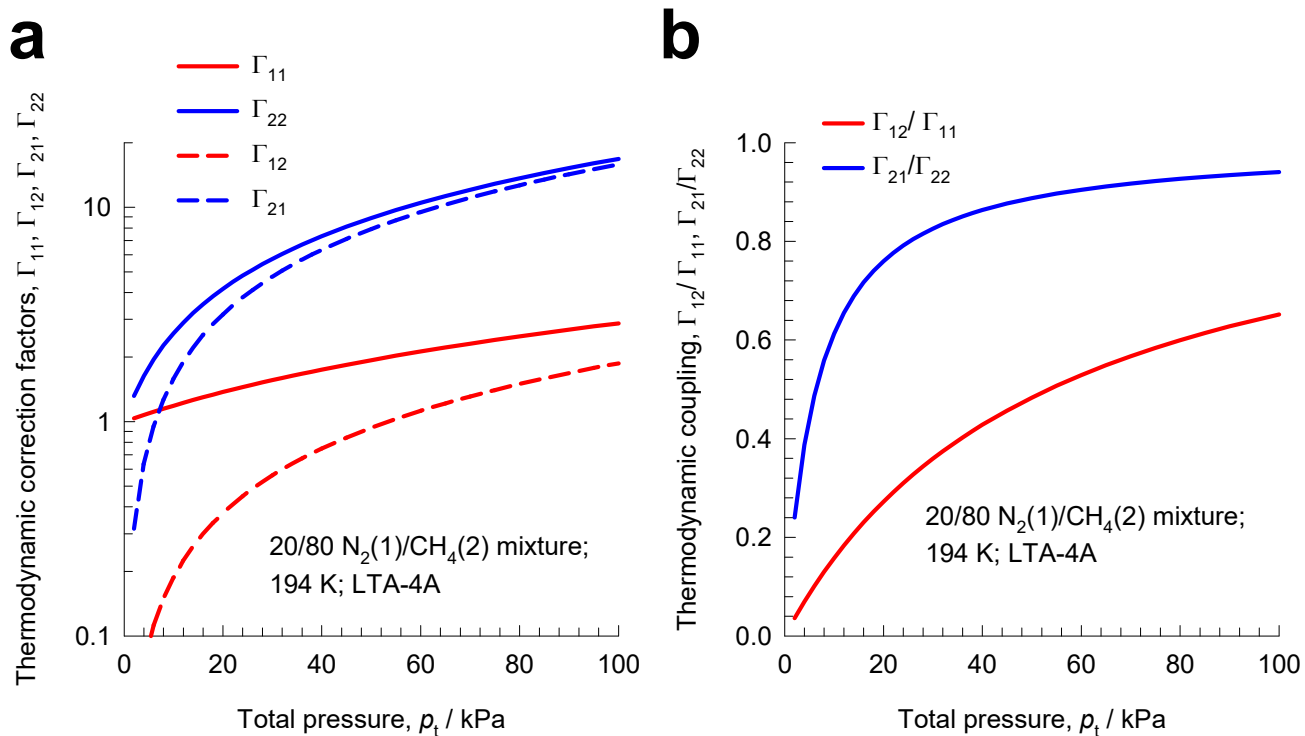 a
Γ₁₁
Γ₂₂
Γ₁₂
Γ₂₁
Thermodynamic correction factors, Γ₁₁, Γ₁₂, Γ₂₁, Γ₂₂
10
1
0.1
20/80 N₂(1)/CH₄(2) mixture;
194 K; LTA-4A
0 20 40 60 80 100
Total pressure, pₜ / kPa
b
Γ₁₂/ Γ₁₁
Γ₂₁/Γ₂₂
Thermodynamic coupling, Γ₁₂/ Γ₁₁, Γ₂₁/Γ₂₂
1.0
0.8
0.6
0.4
0.2
0.0
20/80 N₂(1)/CH₄(2) mixture;
194 K; LTA-4A
0 20 40 60 80 100
Total pressure, pₜ / kPa